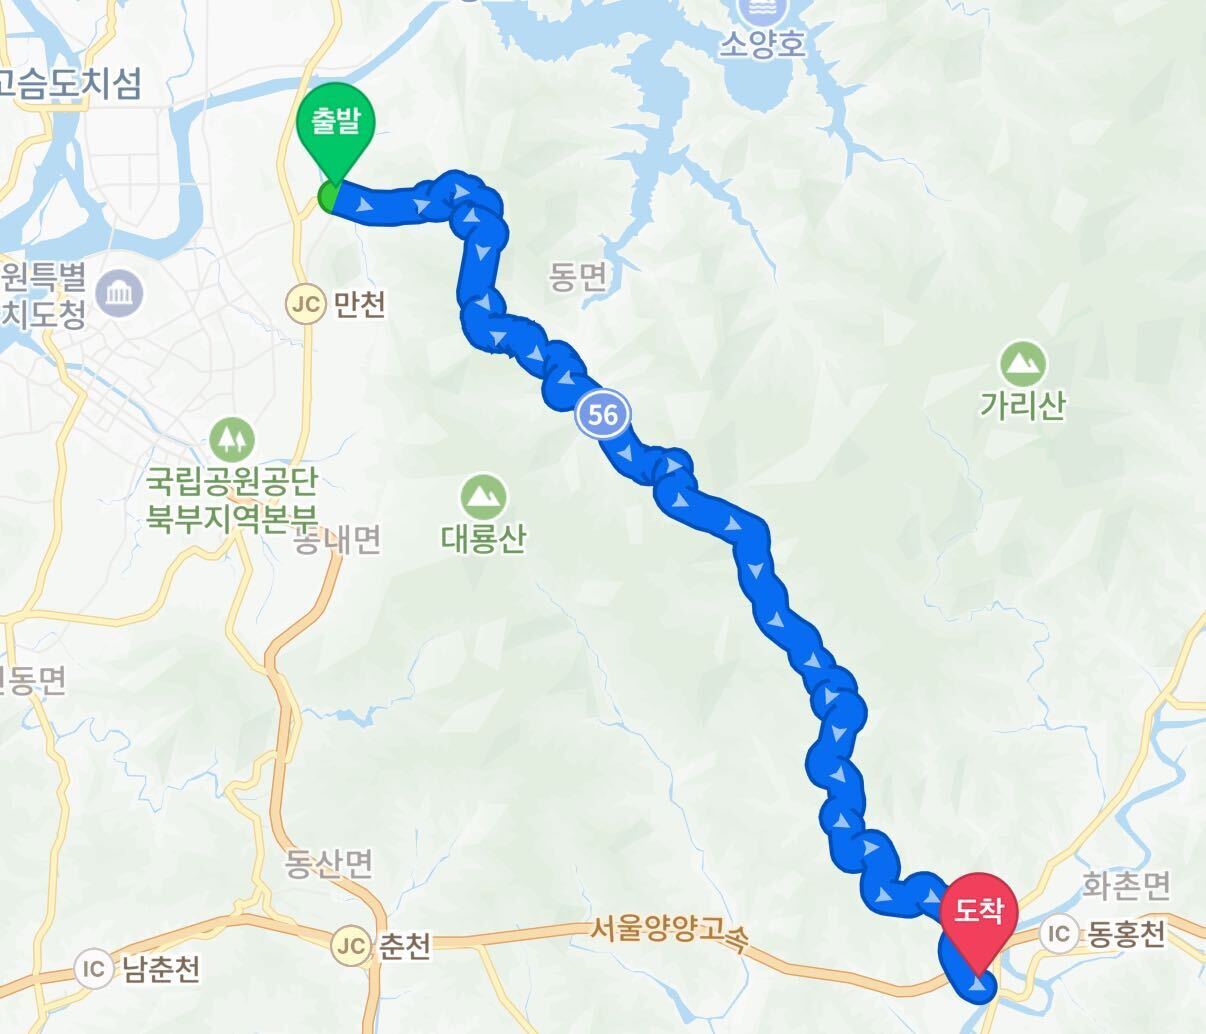 소양호
고슴도치섬
출발
동면
원특별
치도청
JC 만천
가리산
56
국립공원공단
북부지역본부
대룡산
동내면
동면
동산면
화촌면
도착
서울양양고속
JC 춘천
IC 동홍천
IC 남춘천